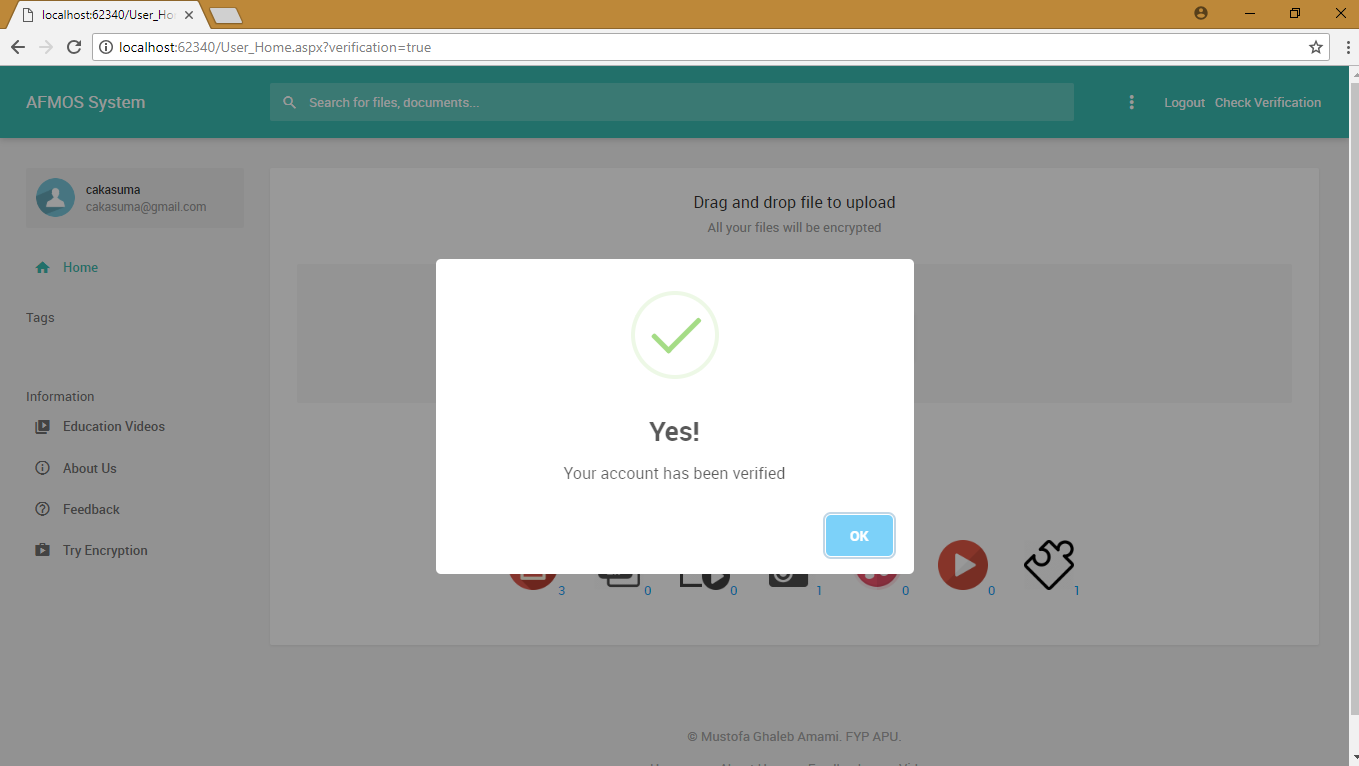 localhost:62340/User_Ho
localhost:62340/User_Home.aspx?verification=true
AFMOS System
Search for files, documents...
Logout Check Verification
cakasuma
cakasuma@gmail.com
Home
Tags
Information
Education Videos
About Us
Feedback
Try Encryption
Drag and drop file to upload
All your files will be encrypted
Yes!
Your account has been verified
OK
3 0 0 1 0 0 1
© Mustofa Ghaleb Amami. FYP APU.